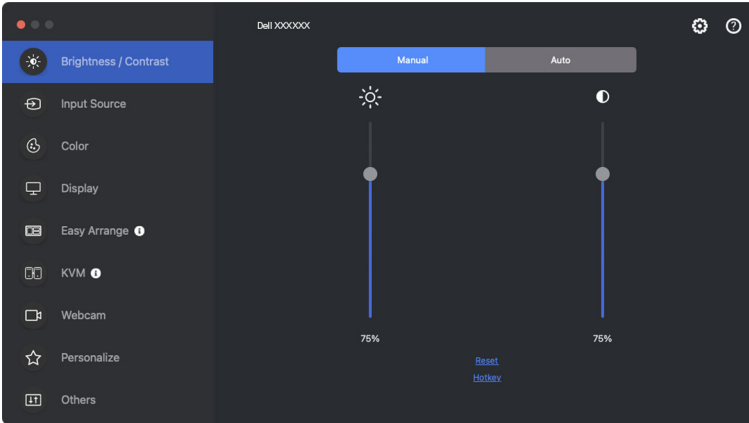 Dell XXXXXX
Brightness / Contrast
Input Source
Color
Display
Easy Arrange
KVM
Webcam
Personalize
Others
Manual
Auto
75%
75%
Reset
Hotkey